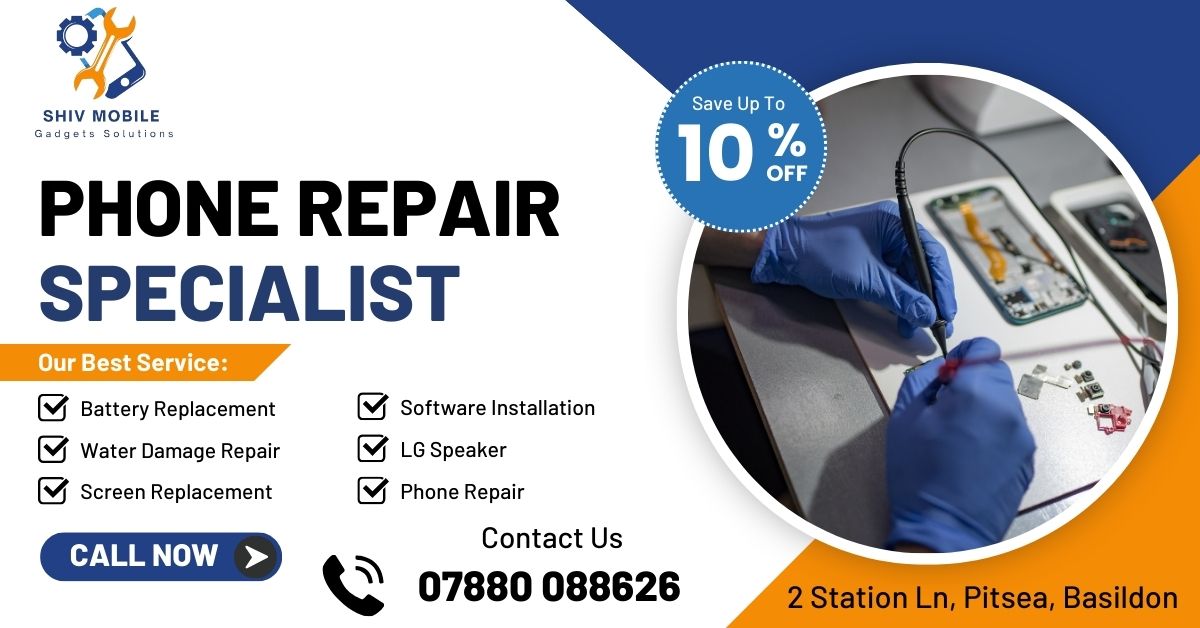 SHIV MOBILE
Gadgets Solutions
Save Up To
10 % OFF
PHONE REPAIR
SPECIALIST
Our Best Service:
Battery Replacement
Water Damage Repair
Screen Replacement
Software Installation
LG Speaker
Phone Repair
CALL NOW
Contact Us
07880 088626
2 Station Ln, Pitsea, Basildon